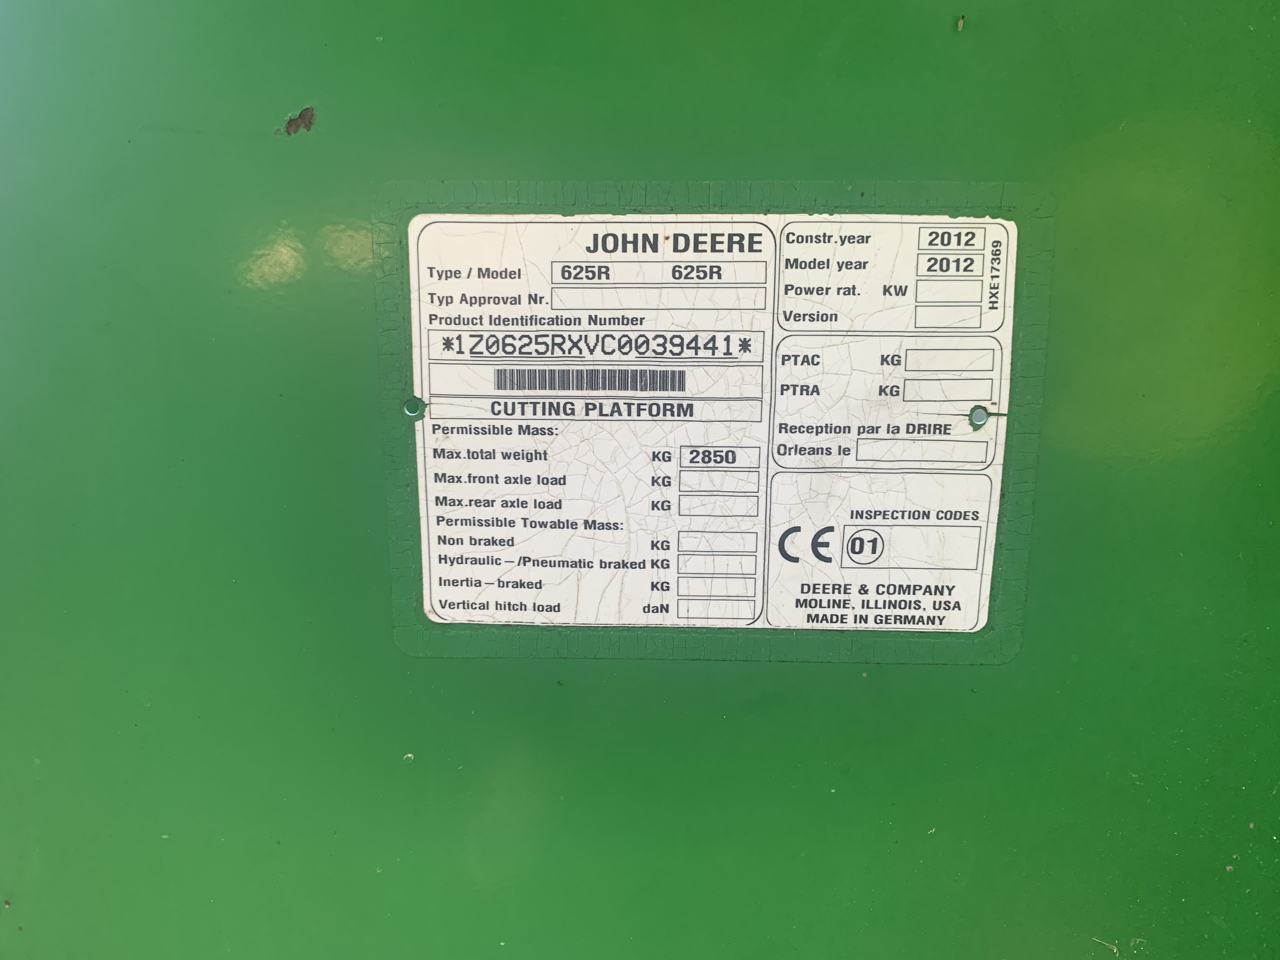 JOHN DEERE
Type / Model 625R 625R
Typ Approval Nr.
Product Identification Number
*1Z0625RXVC0039441*
CUTTING PLATFORM
Permissible Mass:
Max.total weight KG 2850
Max.front axle load KG
Max.rear axle load KG
Permissible Towable Mass:
Non braked KG
Hydraulic-/Pneumatic braked KG
Inertia-braked KG
Vertical hitch load daN
Constr.year 2012
Model year 2012
Power rat. KW
Version
HXE17369
PTAC KG
PTRA KG
Reception par la DRIRE
Orleans le
INSPECTION CODES
CE 01
DEERE & COMPANY
MOLINE, ILLINOIS, USA
MADE IN GERMANY